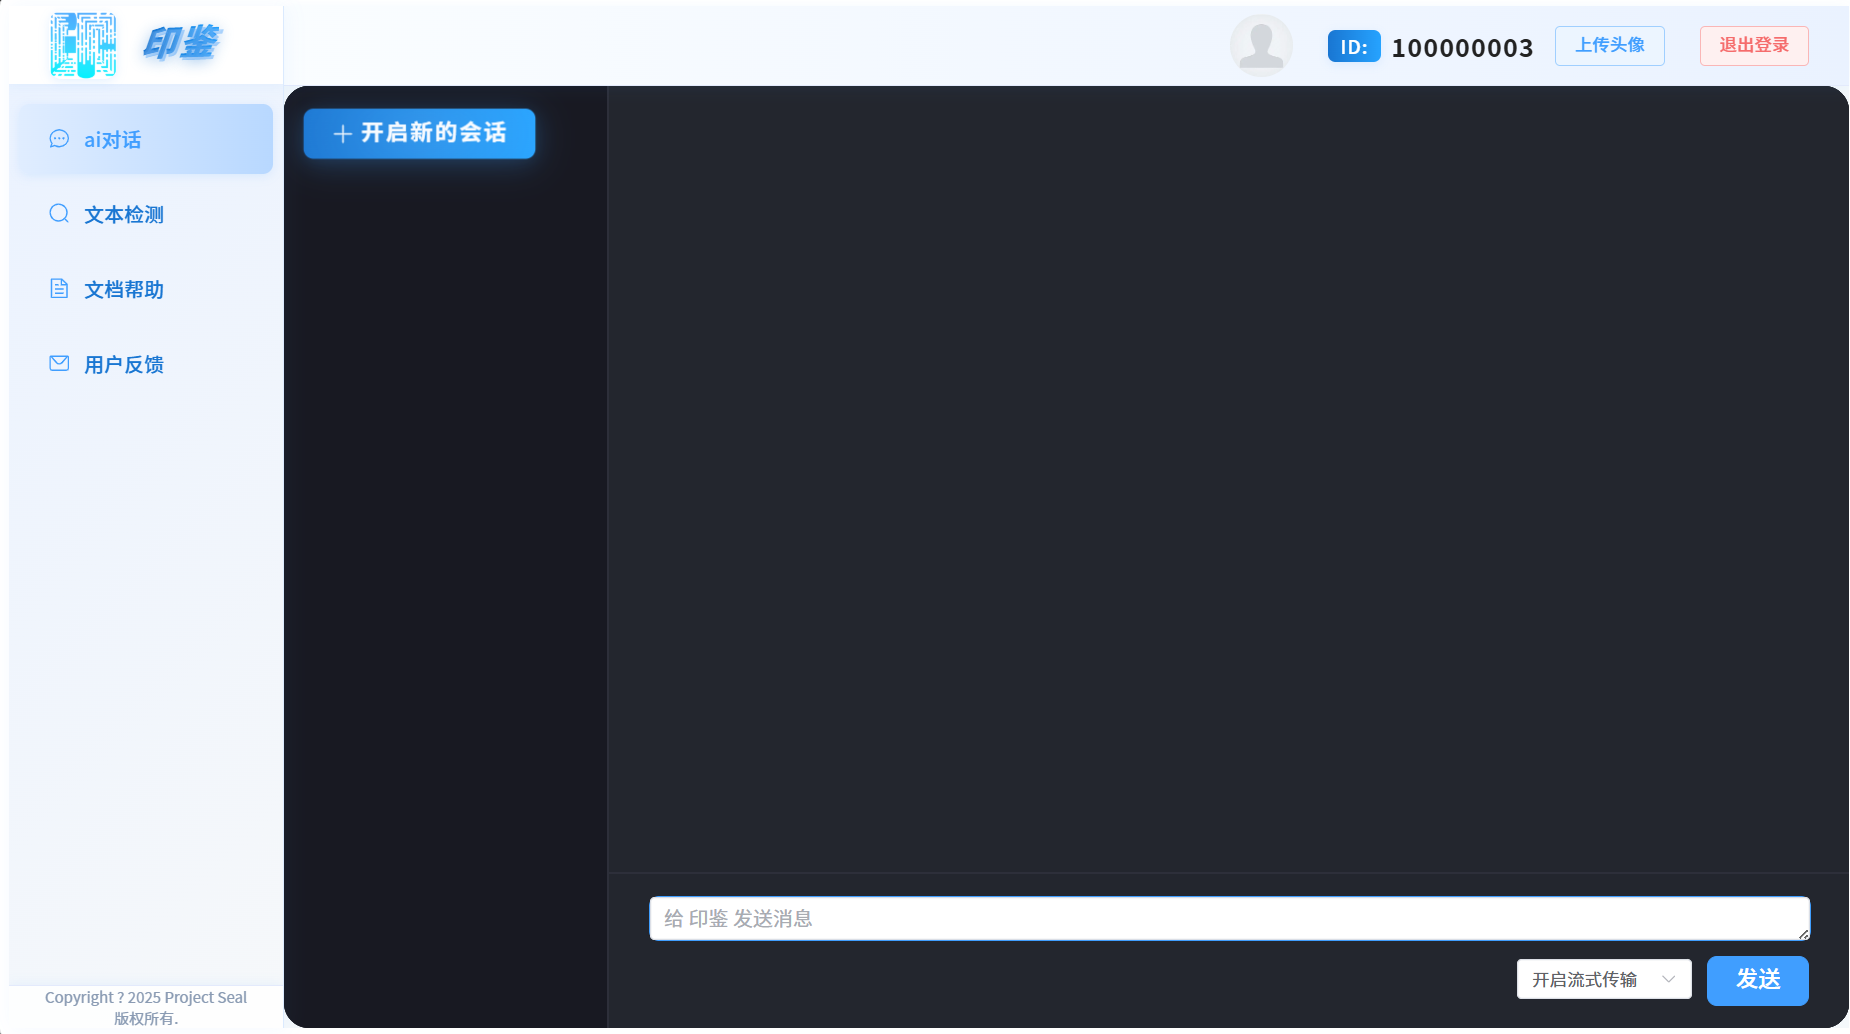 印鉴
ID: 100000003
上传头像
退出登录
ai对话
文本检测
文档帮助
用户反馈
开启新的会话
给 印鉴 发送消息
开启流式传输
发送
Copyright ? 2025 Project Seal
版权所有.